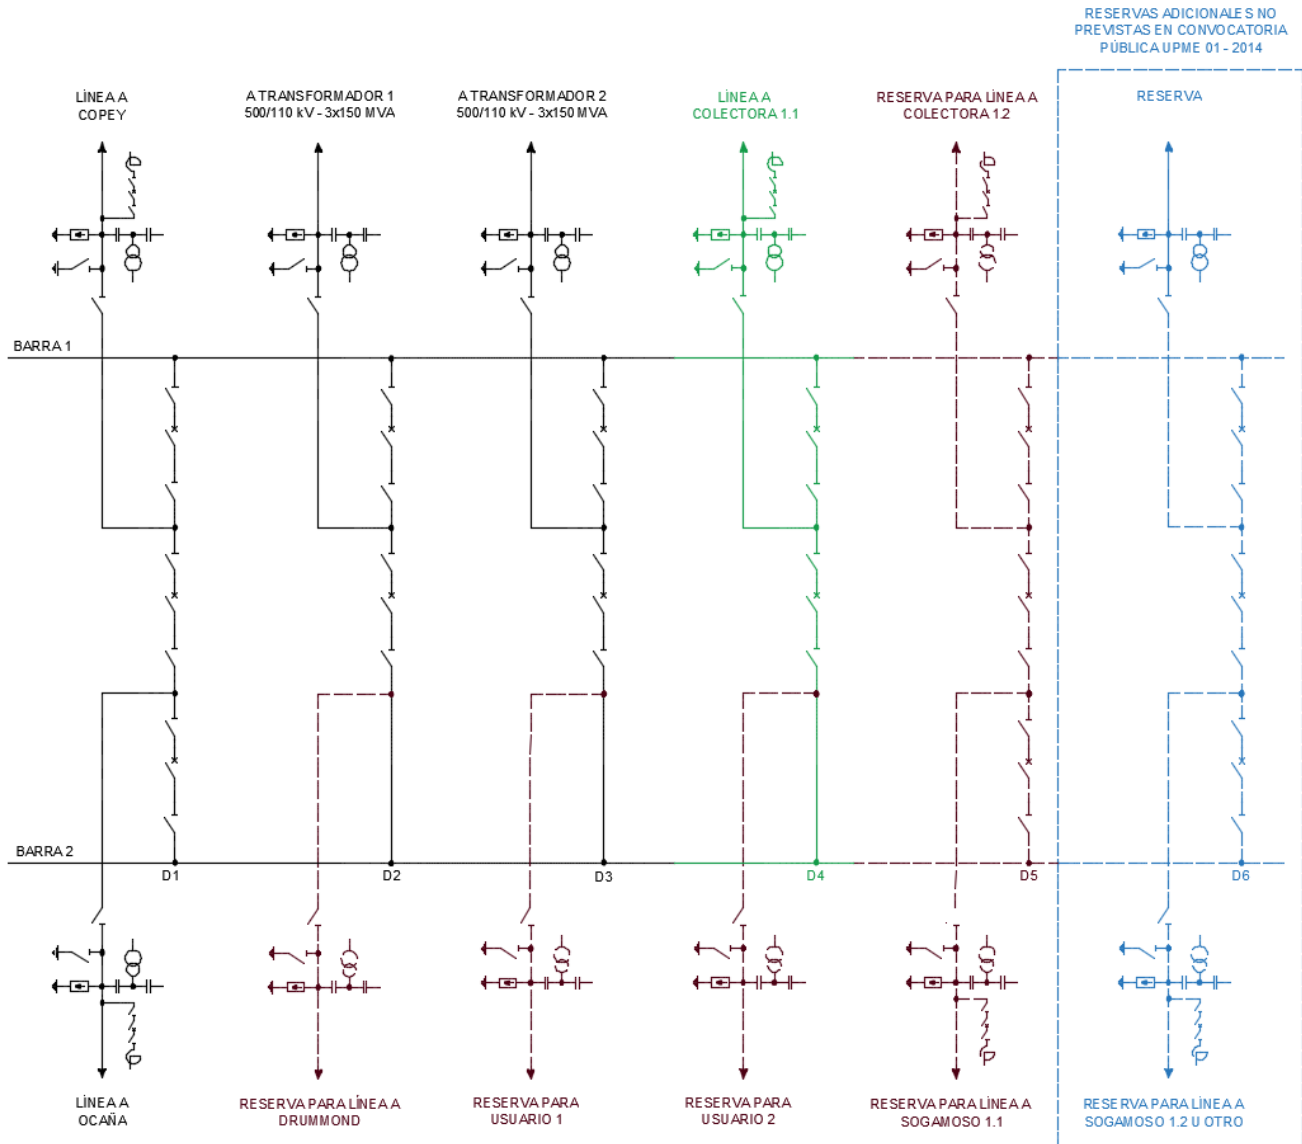 RESERVAS ADICIONALES NO
PREVISTAS EN CONVOCATORIA
PÚBLICA UPME 01 - 2014
LÍNEA A
COPEY
A TRANSFORMADOR 1
500/110 kV - 3x150 MVA
A TRANSFORMADOR 2
500/110 kV - 3x150 MVA
LÍNEA A
COLECTORA 1.1
RESERVA PARA LÍNEA A
COLECTORA 1.2
RESERVA
BARRA 1
BARRA 2
D1
D2
D3
D4
D5
D6
LÍNEA A
OCAÑA
RESERVA PARA LÍNEA A
DRUMMOND
RESERVA PARA
USUARIO 1
RESERVA PARA
USUARIO 2
RESERVA PARA LÍNEA A
SOGAMOSO 1.1
RESERVA PARA LÍNEA A
SOGAMOSO 1.2 U OTRO